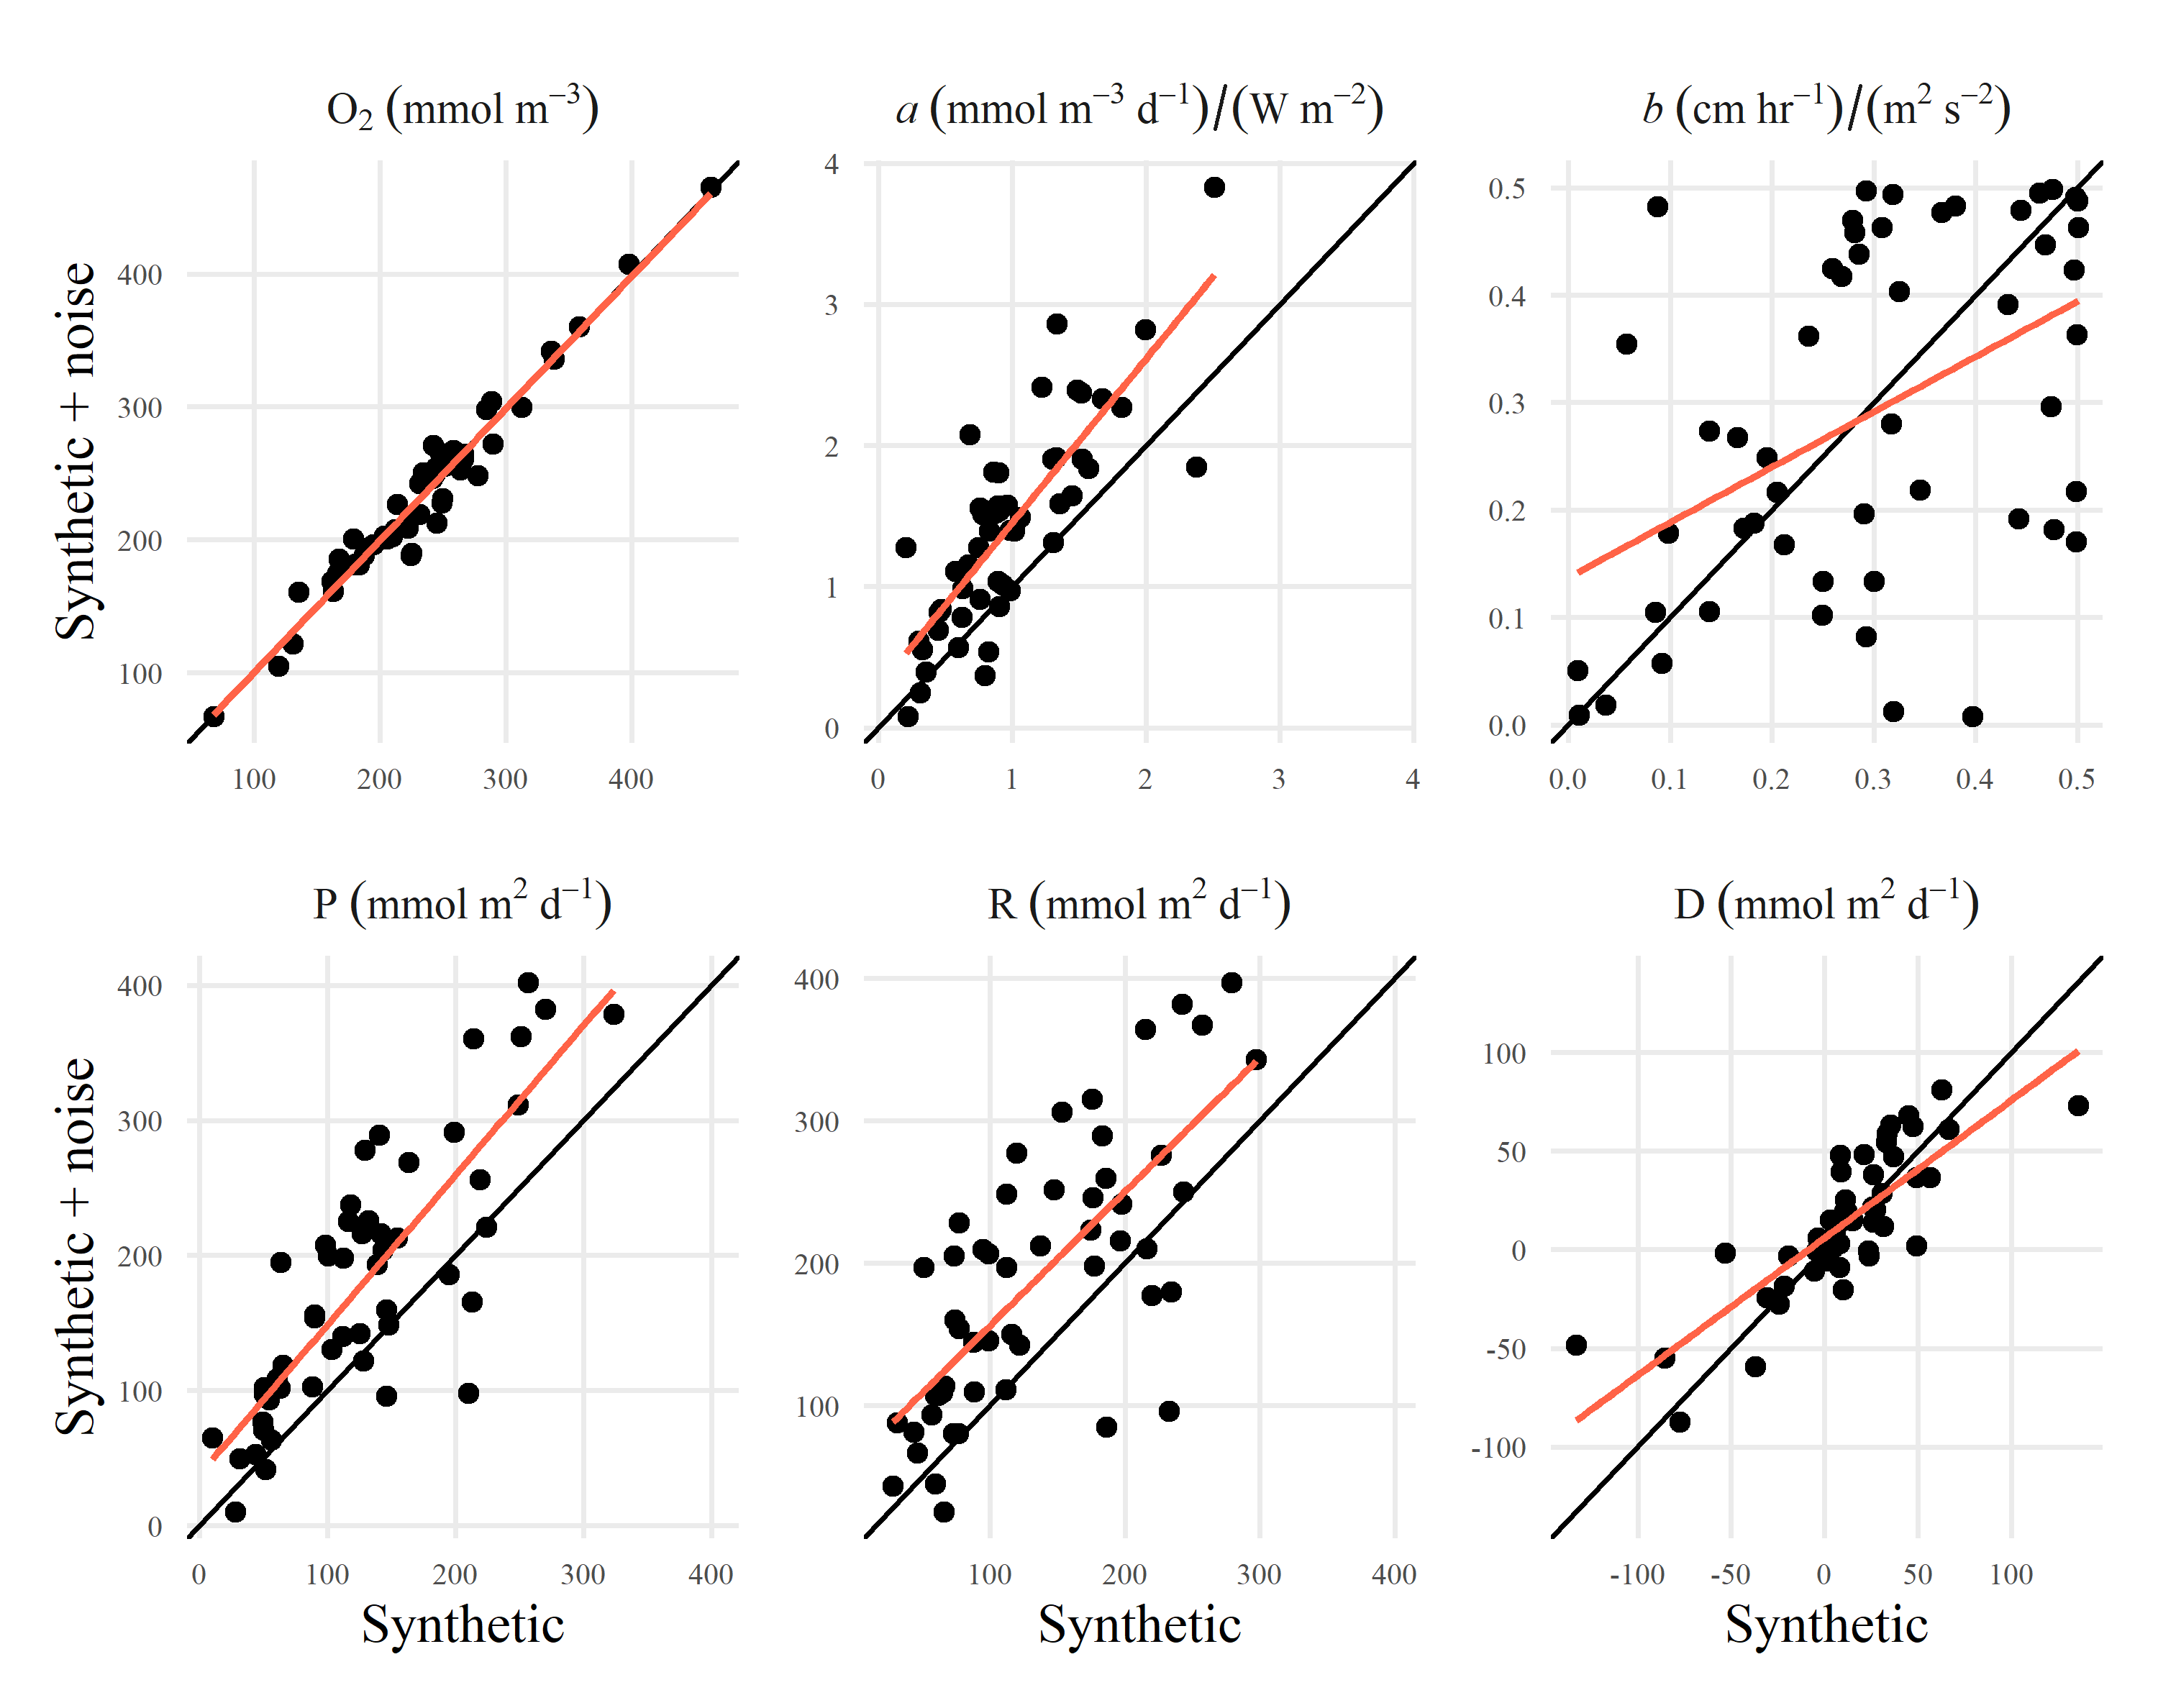 O₂ (mmol m⁻³)
a (mmol m⁻³ d⁻¹)/(W m⁻²)
b (cm hr⁻¹)/(m² s⁻²)
Synthetic + noise
400
300
200
100
100 200 300 400
4
3
2
1
0
0 1 2 3 4
0.5
0.4
0.3
0.2
0.1
0.0
0.0 0.1 0.2 0.3 0.4 0.5
P (mmol m² d⁻¹)
R (mmol m² d⁻¹)
D (mmol m² d⁻¹)
Synthetic + noise
400
300
200
100
0
0 100 200 300 400
Synthetic
400
300
200
100
100 200 300 400
Synthetic
100
50
0
-50
-100
-100 -50 0 50 100
Synthetic